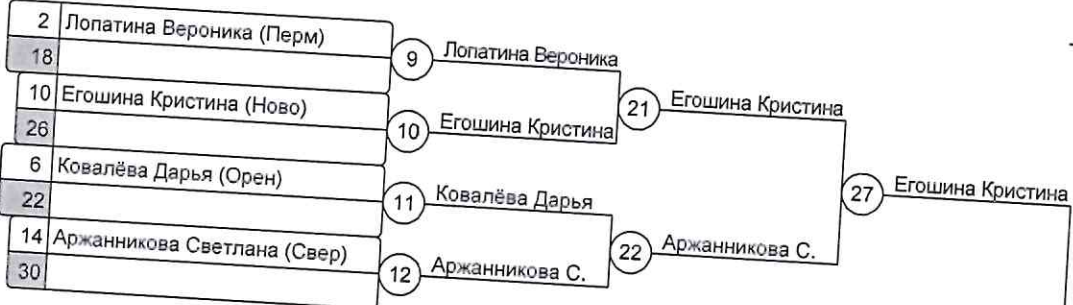 2 Лопатина Вероника (Перм)
18
9 Лопатина Вероника
10 Егошина Кристина (Ново)
26
10 Егошина Кристина
21 Егошина Кристина
6 Ковалёва Дарья (Орен)
22
11 Ковалёва Дарья
14 Аржанникова Светлана (Свер)
30
12 Аржанникова С.
22 Аржанникова С.
27 Егошина Кристина